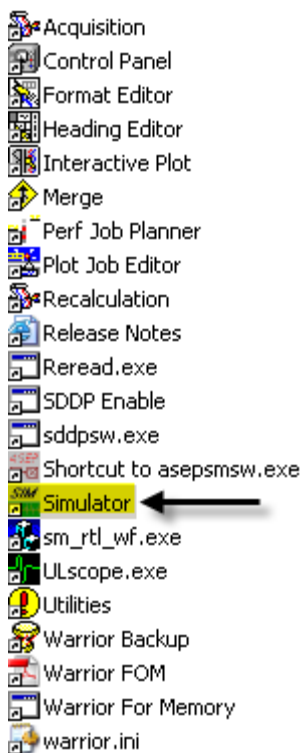 Acquisition
Control Panel
Format Editor
Heading Editor
Interactive Plot
Merge
Perf Job Planner
Plot Job Editor
Recalculation
Release Notes
Reread.exe
SDDP Enable
sddpsw.exe
Shortcut to asepsmsw.exe
SIM Simulator
sm_rtl_wf.exe
ULscope.exe
Utilities
Warrior Backup
Warrior FOM
Warrior For Memory
warrior.ini